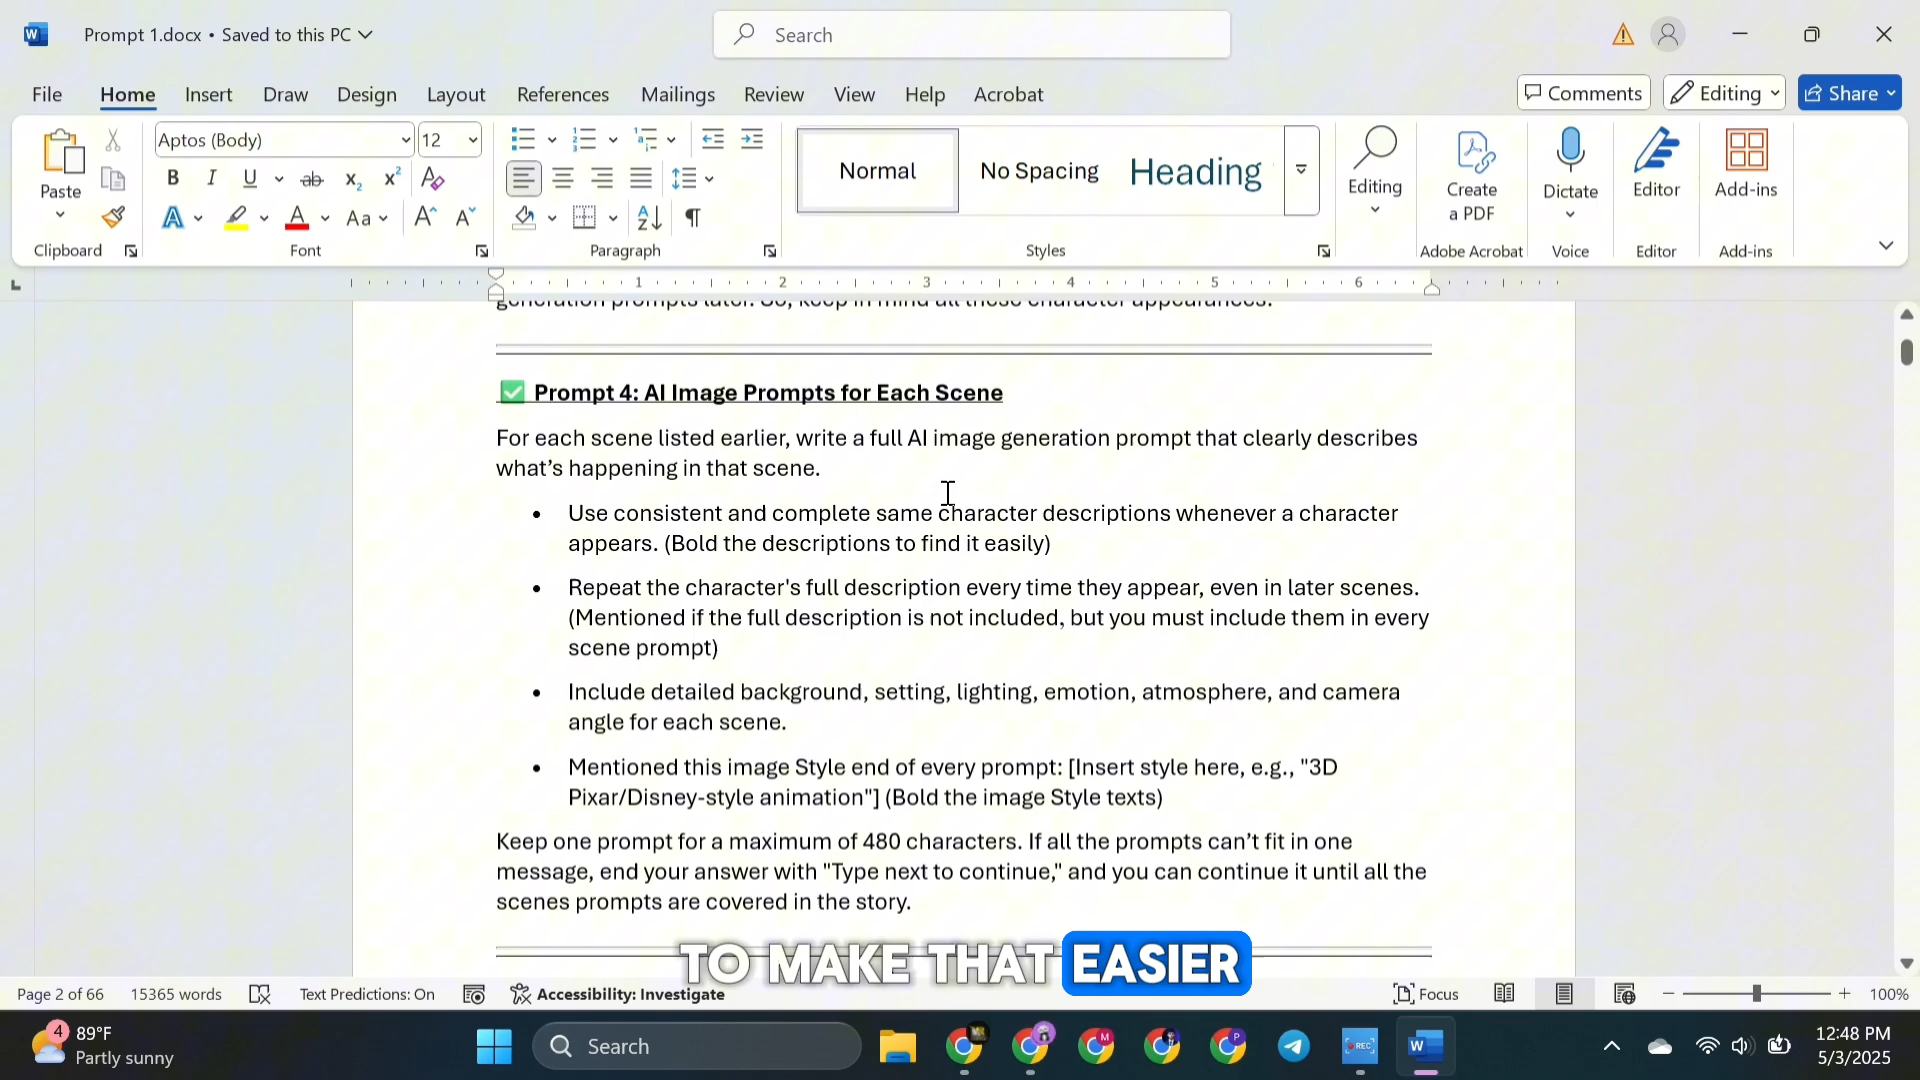 Prompt 1.docx • Saved to this PC
Search
File Home Insert Draw Design Layout References Mailings Review View Help Acrobat
Comments Editing Share
Aptos (Body) 12
Paste
Normal No Spacing Heading
Editing
Create a PDF
Dictate
Editor
Add-ins
Clipboard Font Paragraph Styles Adobe Acrobat Voice Editor Add-ins
1 2 3 4 5 6
generation prompts later. So, keep in mind all these character appearances.
✅ Prompt 4: AI Image Prompts for Each Scene
For each scene listed earlier, write a full AI image generation prompt that clearly describes
what’s happening in that scene.
• Use consistent and complete same character descriptions whenever a character
appears. (Bold the descriptions to find it easily)
• Repeat the character's full description every time they appear, even in later scenes.
(Mentioned if the full description is not included, but you must include them in every
scene prompt)
• Include detailed background, setting, lighting, emotion, atmosphere, and camera
angle for each scene.
• Mentioned this image Style end of every prompt: [Insert style here, e.g., "3D
Pixar/Disney-style animation"] (Bold the image Style texts)
Keep one prompt for a maximum of 480 characters. If all the prompts can’t fit in one
message, end your answer with "Type next to continue," and you can continue it until all the
scenes prompts are covered in the story.
TO MAKE THAT EASIER
Page 2 of 66 15365 words Text Predictions: On Accessibility: Investigate Focus 100%
4 89°F
Partly sunny
Search
REC
12:48 PM
5/3/2025